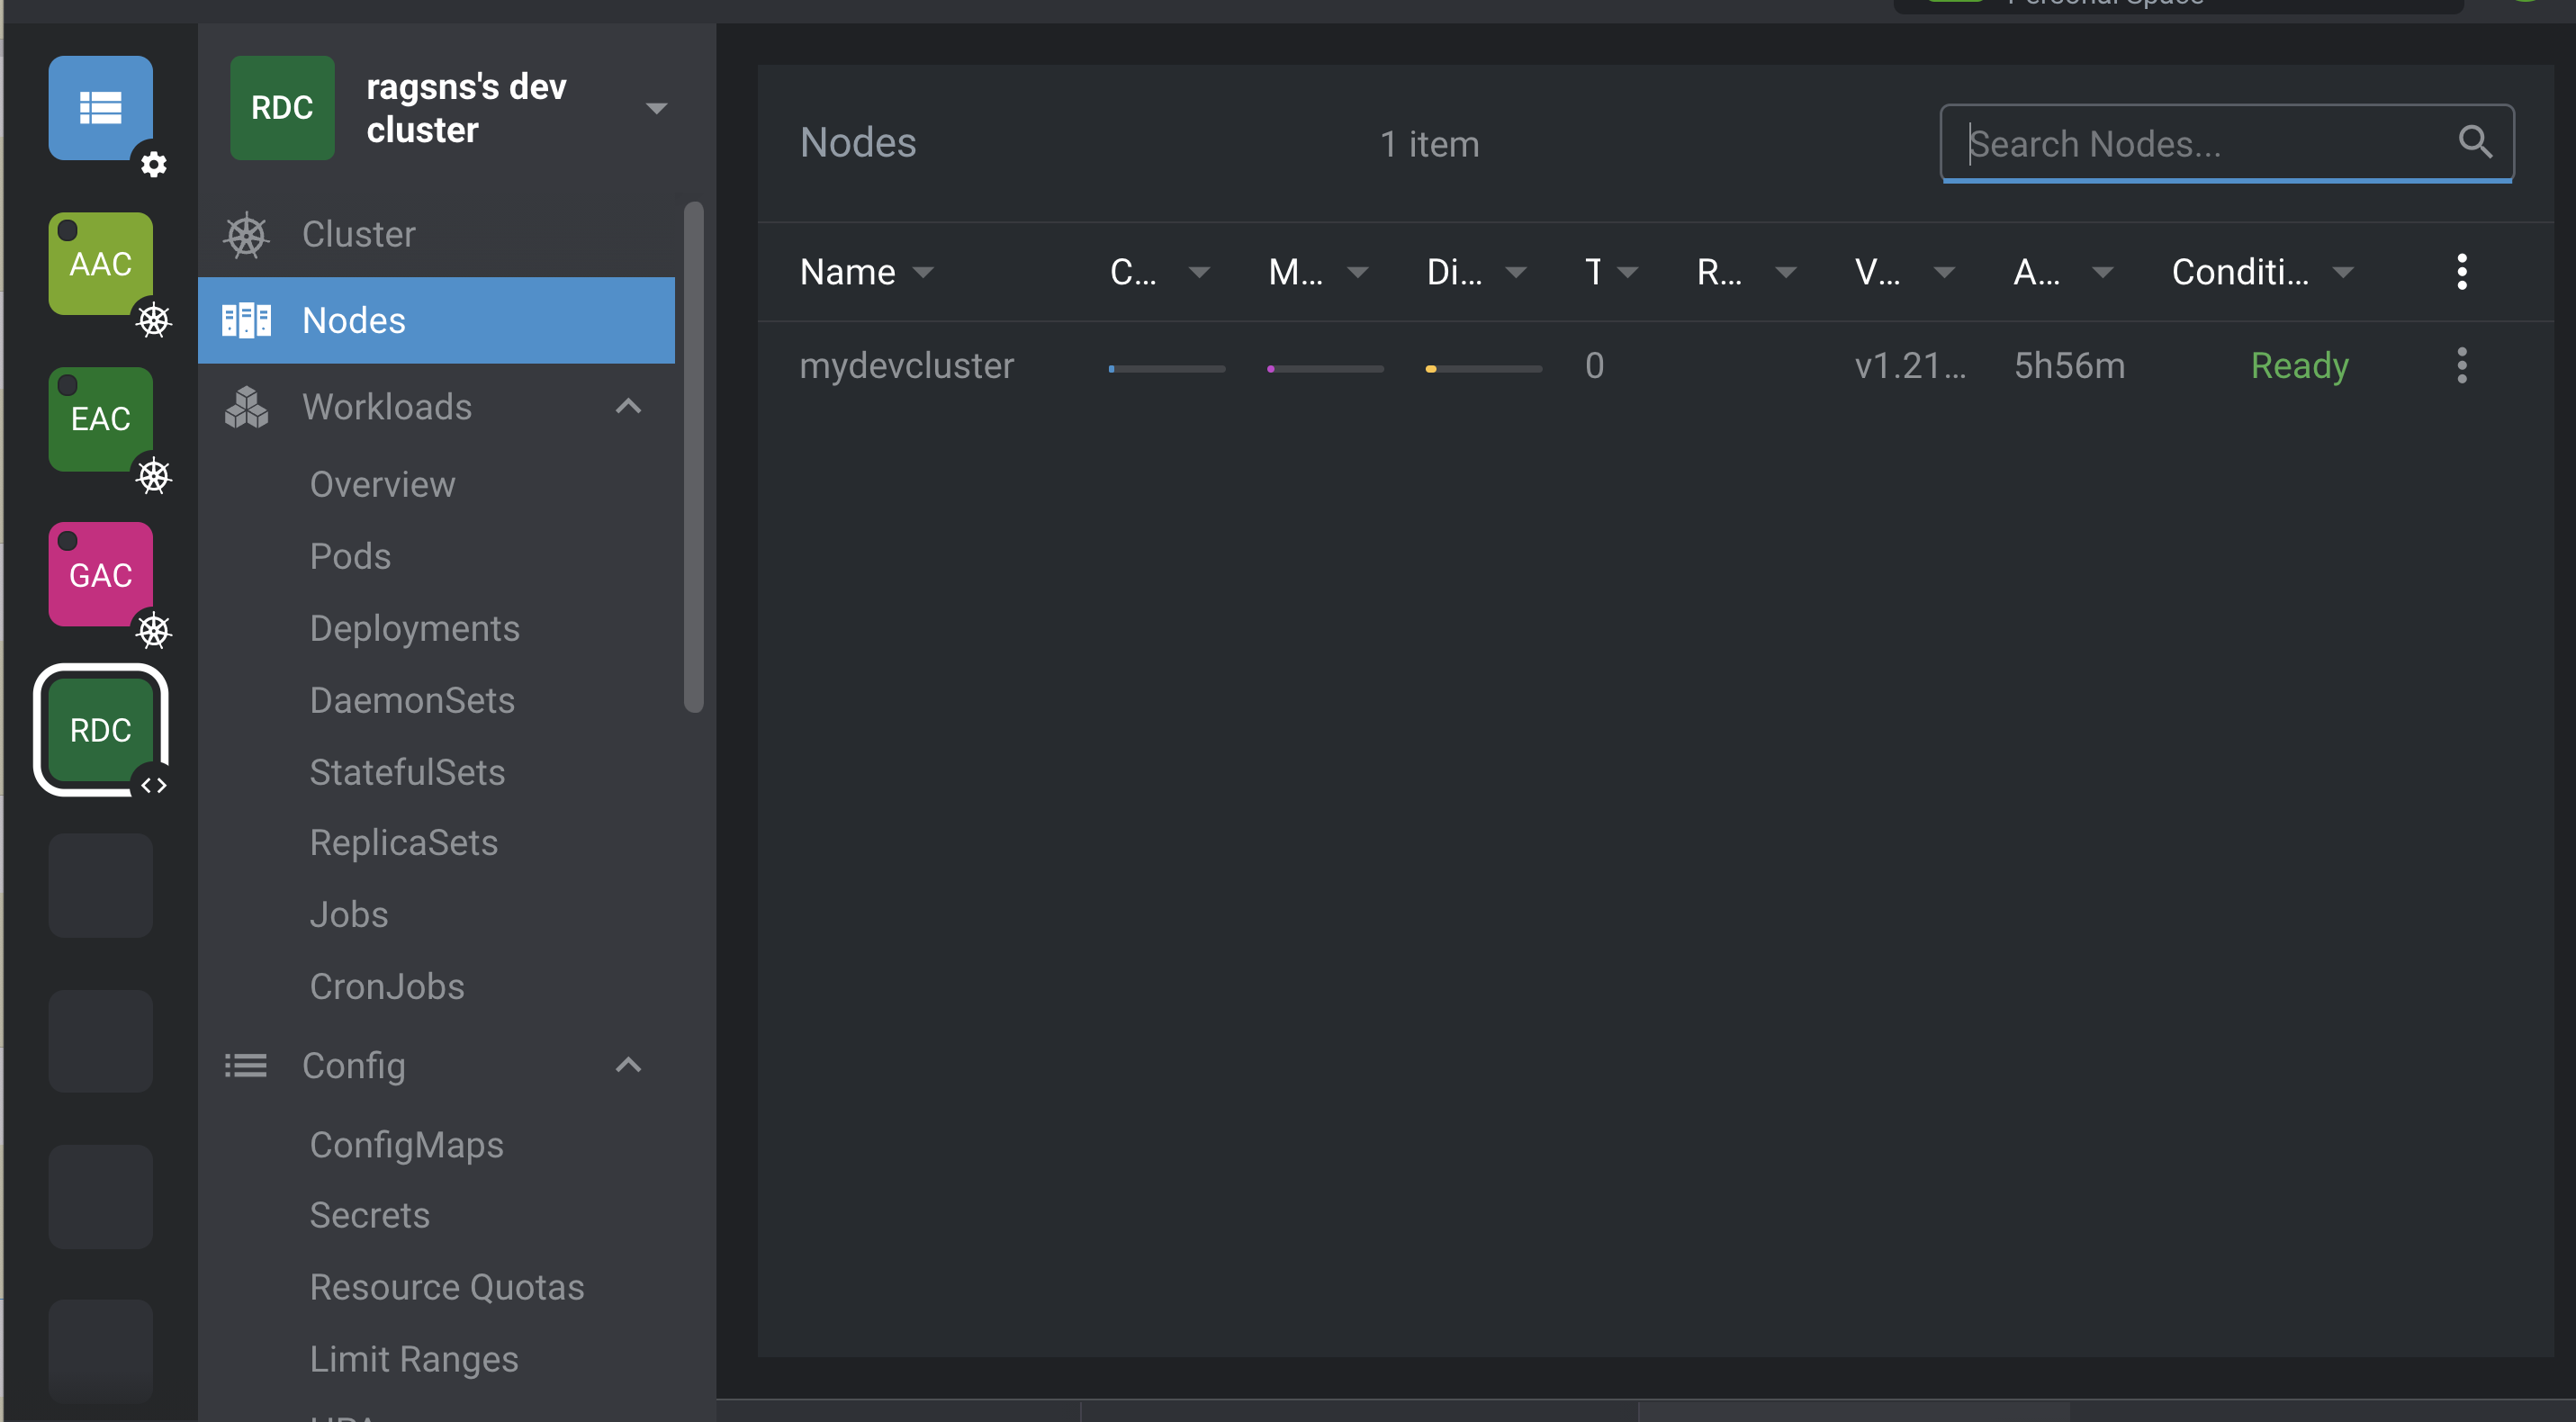 Personal Space
RDC
ragsns's dev
cluster
AAC
EAC
GAC
RDC
Cluster
Nodes
Workloads
Overview
Pods
Deployments
DaemonSets
StatefulSets
ReplicaSets
Jobs
CronJobs
Config
ConfigMaps
Secrets
Resource Quotas
Limit Ranges
Nodes 1 item Search Nodes...
Name C... M... Di... T R... V... A... Conditi...
mydevcluster 0 v1.21... 5h56m Ready